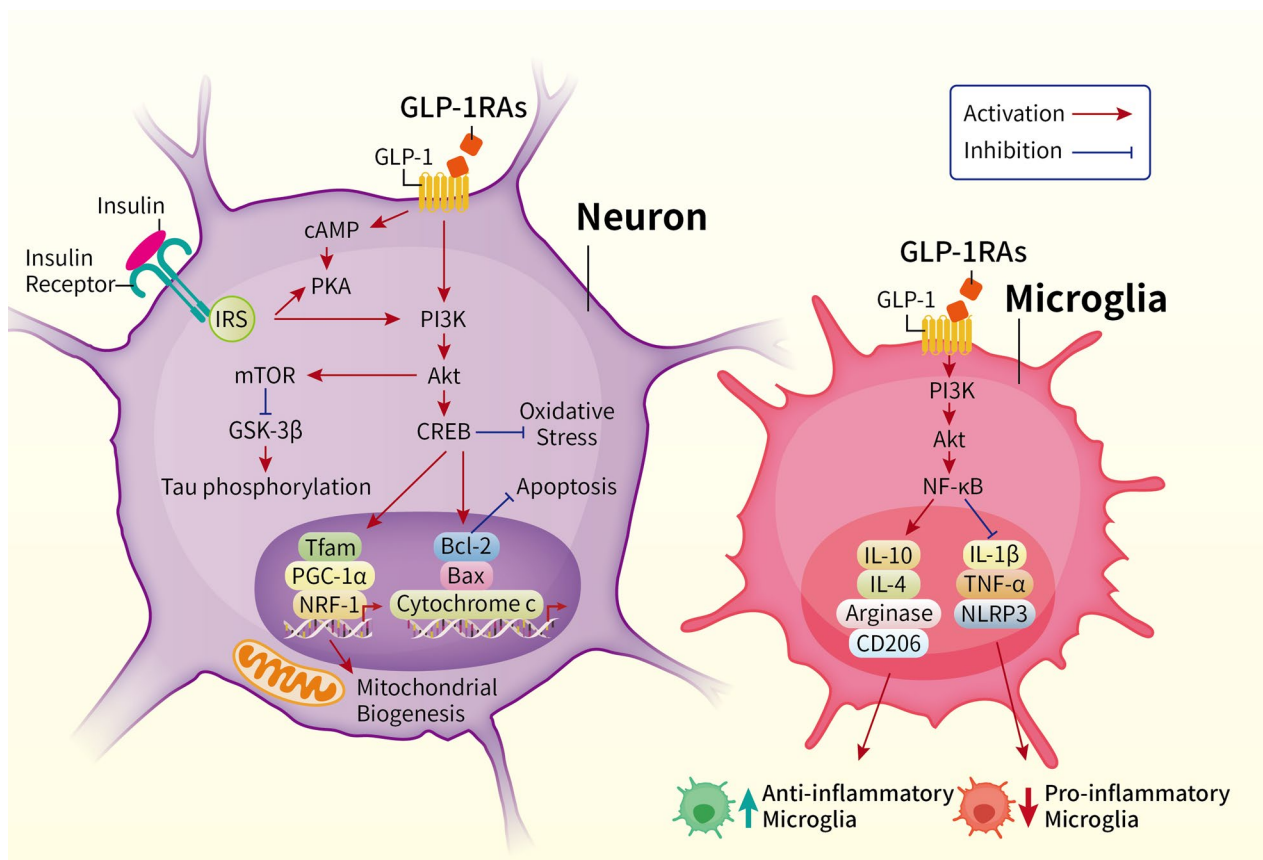 GLP-1RAs
GLP-1
Insulin
Insulin
Receptor
IRS
cAMP
PKA
PI3K
mTOR
Akt
GSK-3β
CREB
Oxidative
Stress
Tau phosphorylation
Apoptosis
Tfam
PGC-1α
NRF-1
Bcl-2
Bax
Cytochrome c
Mitochondrial
Biogenesis
Neuron
Activation
Inhibition
GLP-1RAs
GLP-1
Microglia
PI3K
Akt
NF-κB
IL-10
IL-4
Arginase
CD206
IL-1β
TNF-α
NLRP3
Anti-inflammatory
Microglia
Pro-inflammatory
Microglia